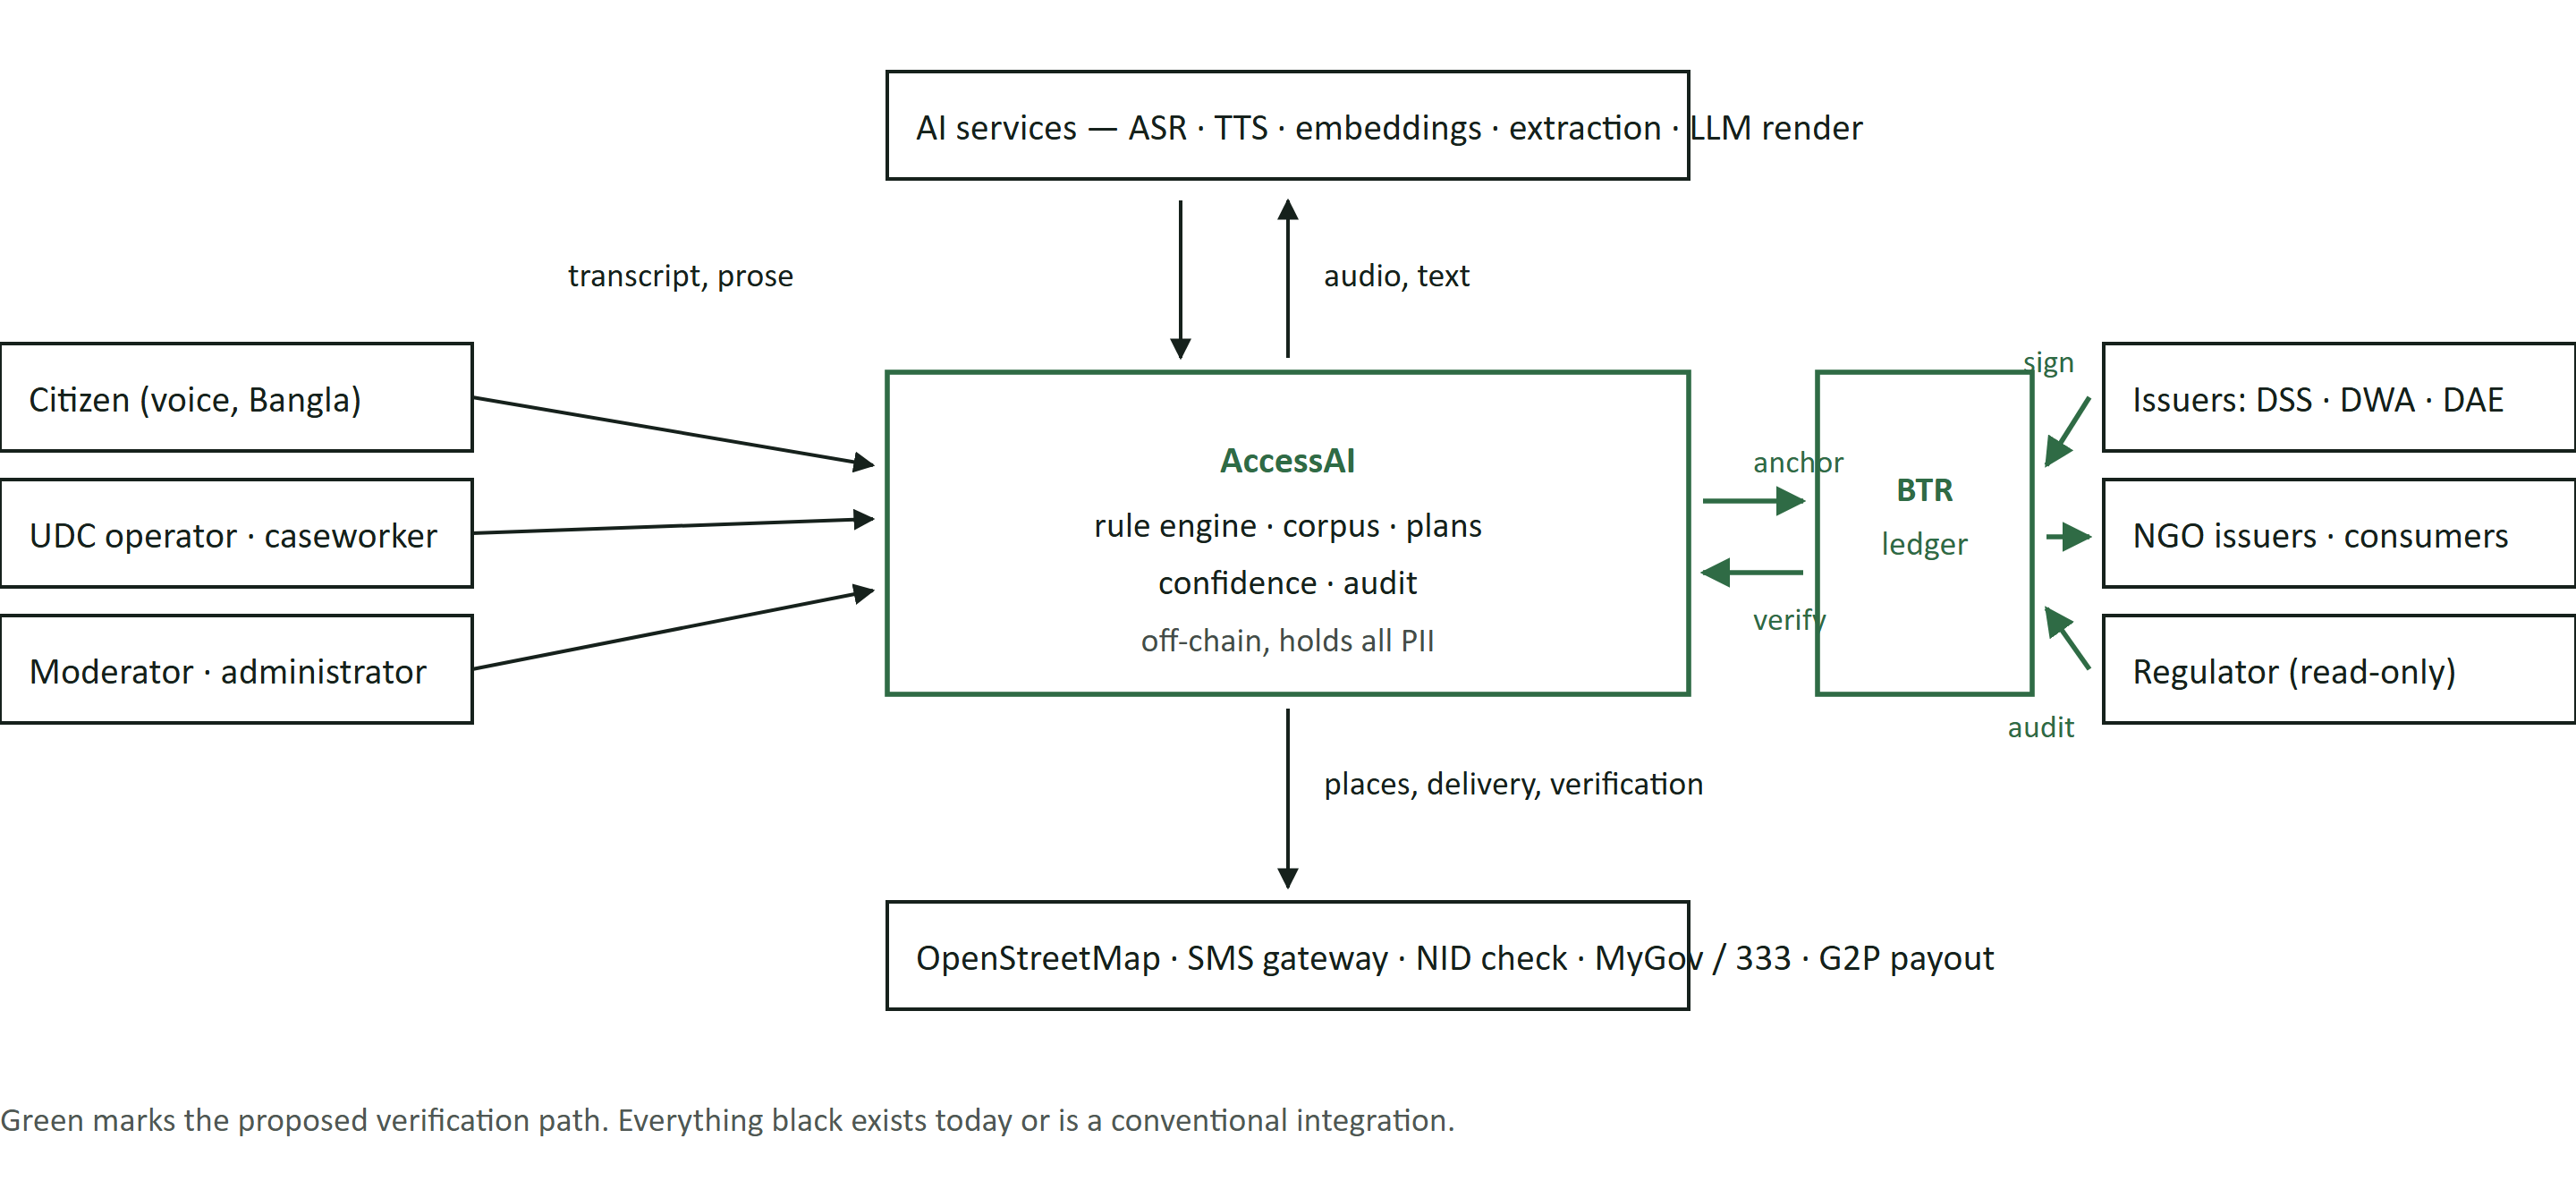 AI services — ASR · TTS · embeddings · extraction · LLM render
transcript, prose
audio, text
Citizen (voice, Bangla)
UDC operator · caseworker
Moderator · administrator
AccessAI
rule engine · corpus · plans
confidence · audit
off-chain, holds all PII
anchor
verify
BTR
ledger
sign
audit
Issuers: DSS · DWA · DAE
NGO issuers · consumers
Regulator (read-only)
places, delivery, verification
OpenStreetMap · SMS gateway · NID check · MyGov / 333 · G2P payout
Green marks the proposed verification path. Everything black exists today or is a conventional integration.